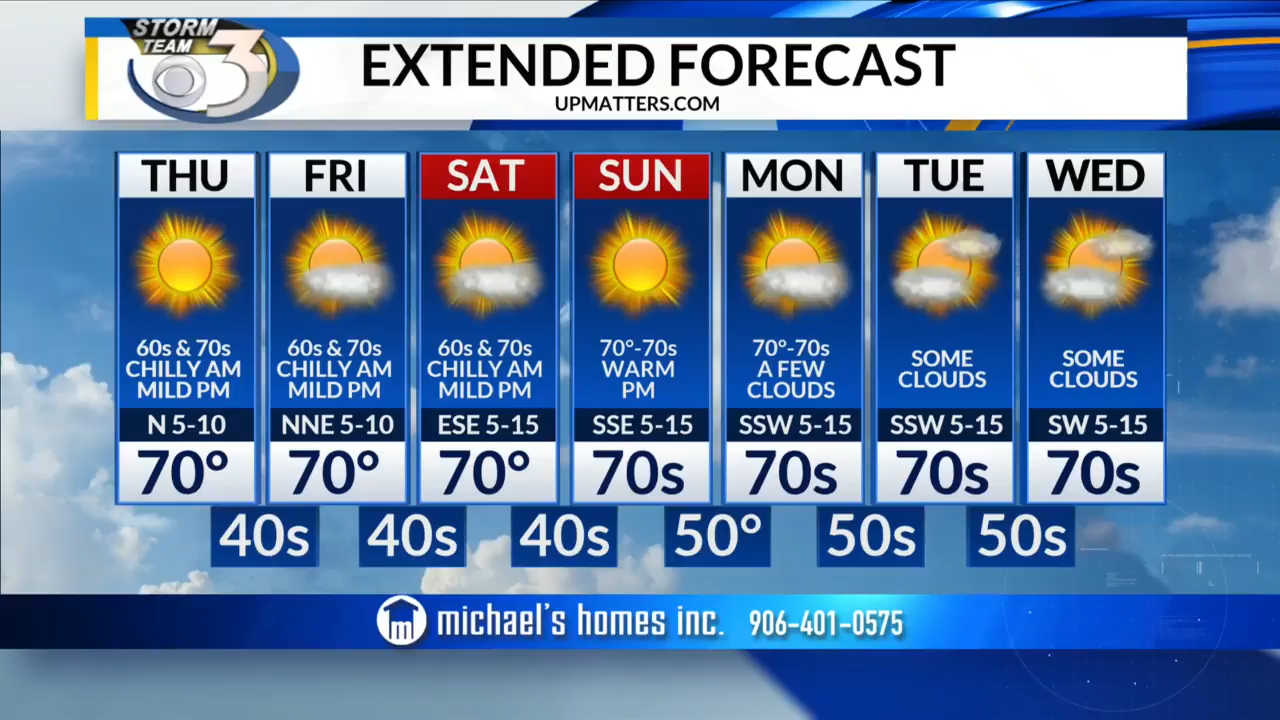 STORM
TEAM
3
EXTENDED FORECAST
UPMATTERS.COM
THU
60s & 70s
CHILLY AM
MILD PM
N 5-10
70°
FRI
60s & 70s
CHILLY AM
MILD PM
NNE 5-10
70°
SAT
60s & 70s
CHILLY AM
MILD PM
ESE 5-15
70°
SUN
70°-70s
WARM
PM
SSE 5-15
70s
MON
70°-70s
A FEW
CLOUDS
SSW 5-15
70s
TUE
SOME
CLOUDS
SSW 5-15
70s
WED
SOME
CLOUDS
SW 5-15
70s
40s
40s
40s
50°
50s
50s
m michael's homes inc. 906-401-0575